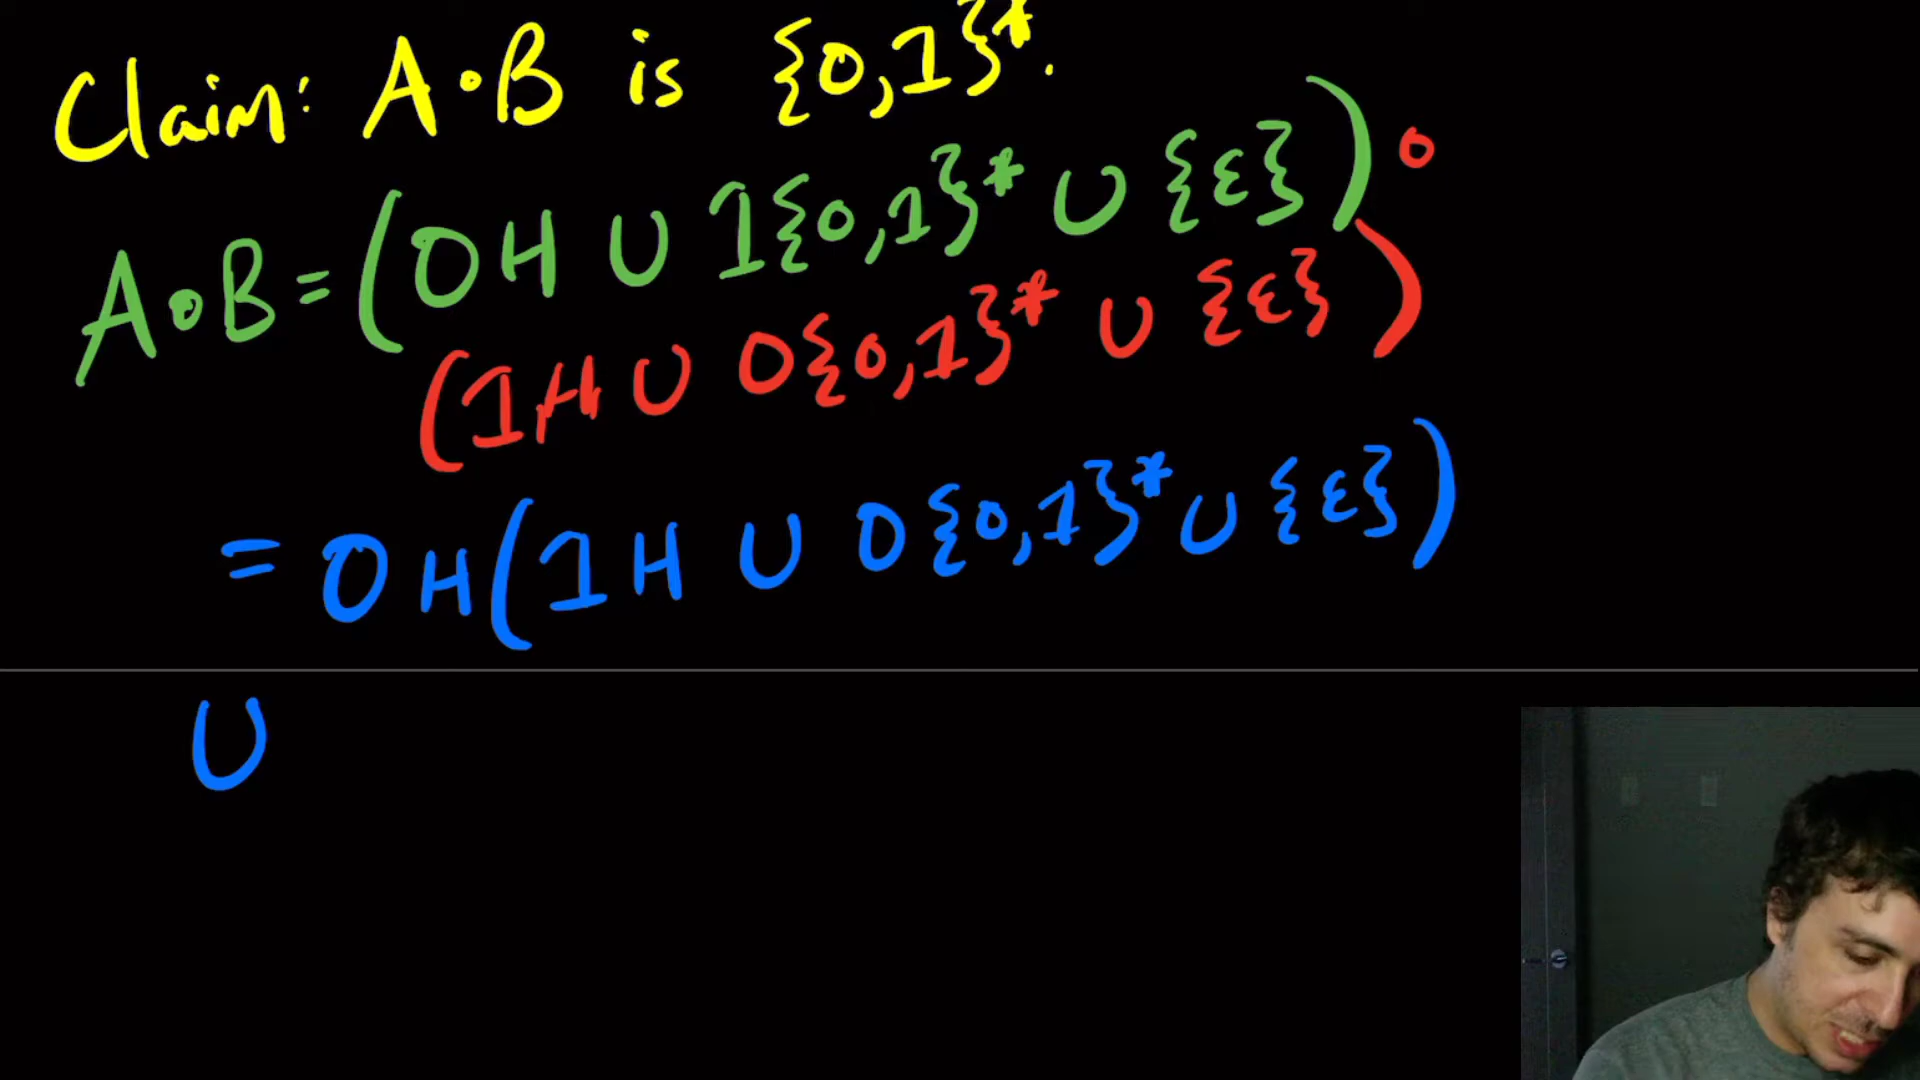 Claim: A∘B is {0,1}*.
A∘B = (0H ∪ 1{0,1}* ∪ {ε}) ∘
(1H ∪ 0{0,1}* ∪ {ε})
= 0H(1H ∪ 0{0,1}* ∪ {ε})
∪